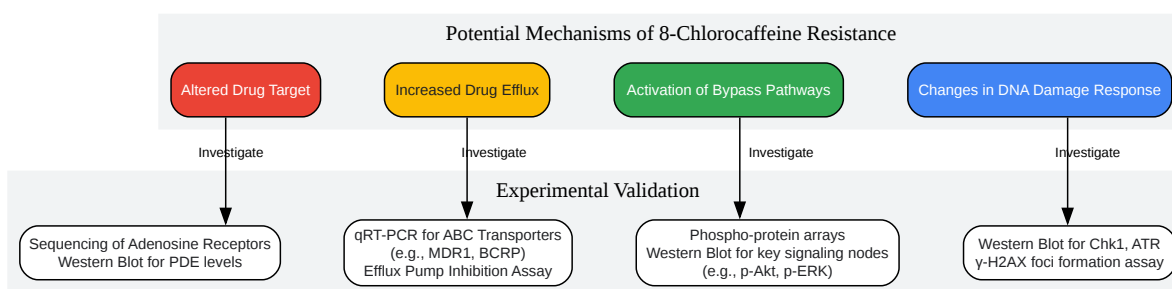 Potential Mechanisms of 8-Chlorocaffeine Resistance
Altered Drug Target
Increased Drug Efflux
Activation of Bypass Pathways
Changes in DNA Damage Response
Investigate
Investigate
Investigate
Investigate
Experimental Validation
Sequencing of Adenosine Receptors
Western Blot for PDE levels
qRT-PCR for ABC Transporters
(e.g., MDR1, BCRP)
Efflux Pump Inhibition Assay
Phospho-protein arrays
Western Blot for key signaling nodes
(e.g., p-Akt, p-ERK)
Western Blot for Chk1, ATR
γ-H2AX foci formation assay